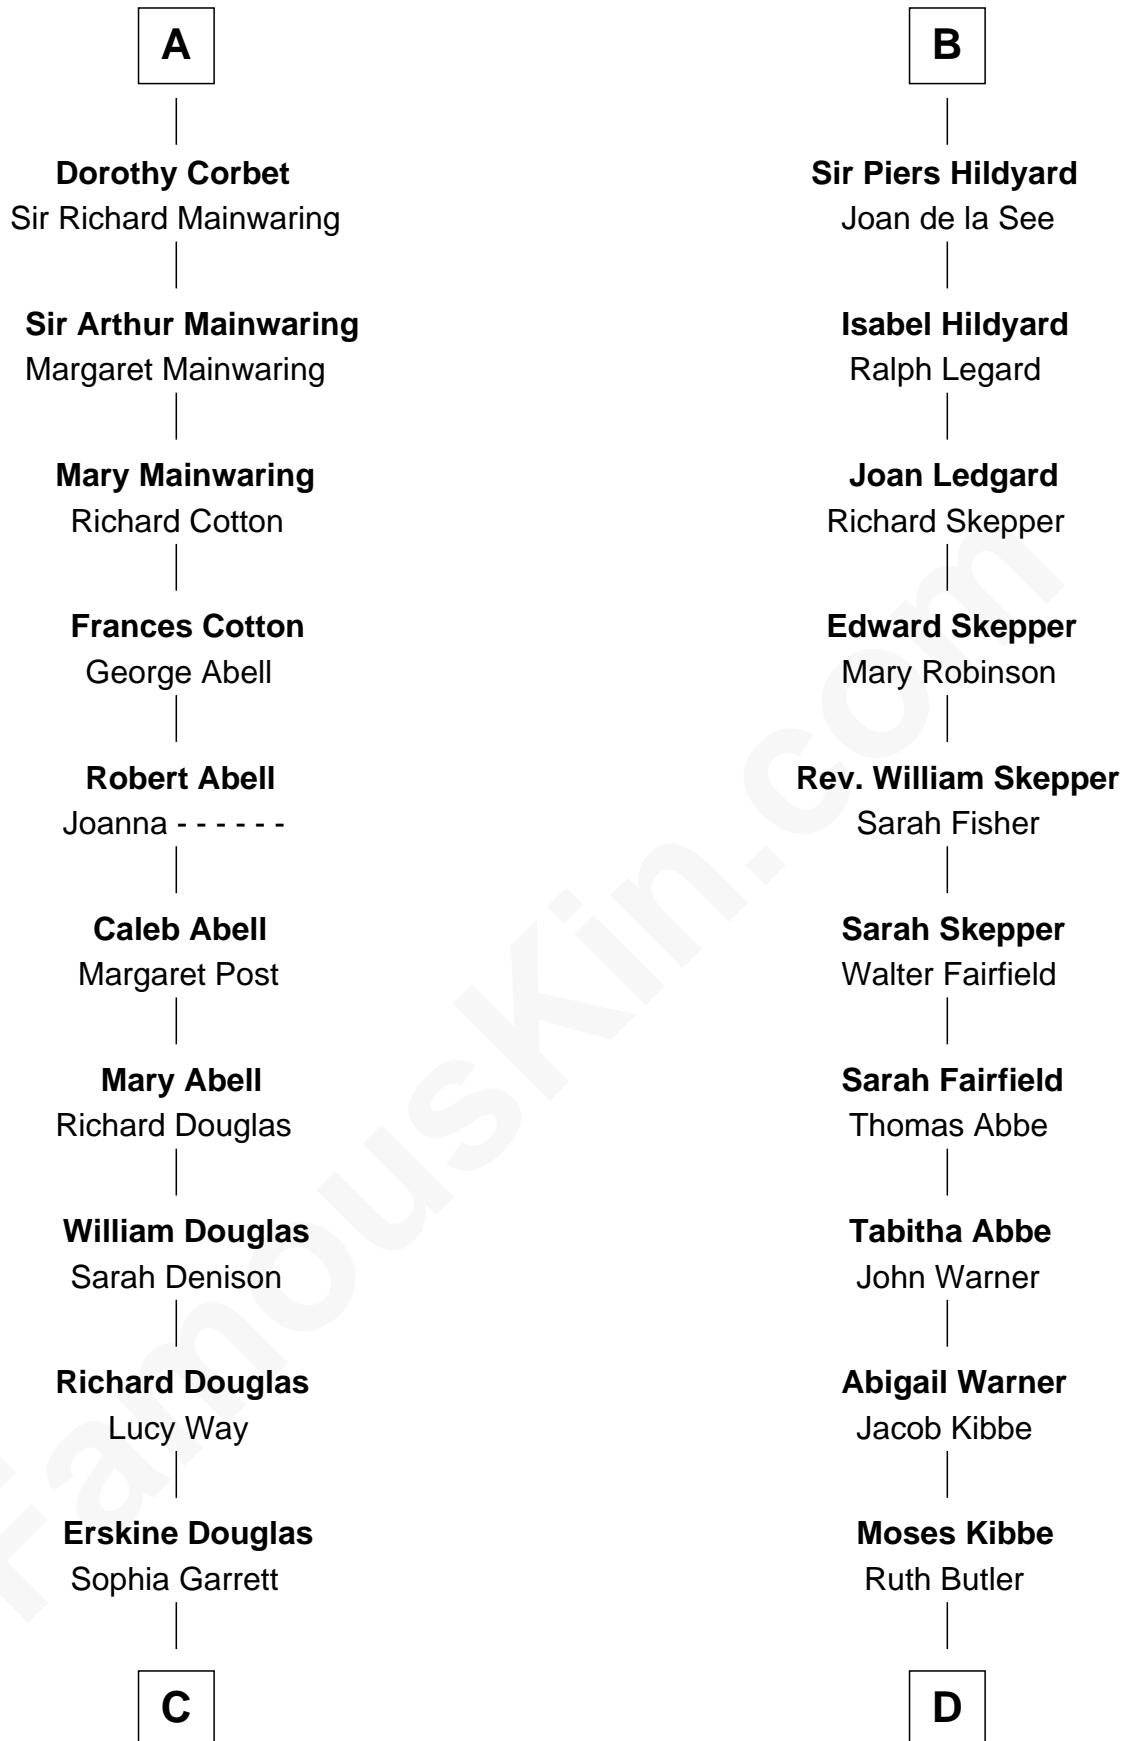 A
Dorothy Corbet
Sir Richard Mainwaring
Sir Arthur Mainwaring
Margaret Mainwaring
Mary Mainwaring
Richard Cotton
Frances Cotton
George Abell
Robert Abell
Joanna - - - - - -
Caleb Abell
Margaret Post
Mary Abell
Richard Douglas
William Douglas
Sarah Denison
Richard Douglas
Lucy Way
Erskine Douglas
Sophia Garrett
C
B
Sir Piers Hildyard
Joan de la See
Isabel Hildyard
Ralph Legard
Joan Ledgard
Richard Skepper
Edward Skepper
Mary Robinson
Rev. William Skepper
Sarah Fisher
Sarah Skepper
Walter Fairfield
Sarah Fairfield
Thomas Abbe
Tabitha Abbe
John Warner
Abigail Warner
Jacob Kibbe
Moses Kibbe
Ruth Butler
D
FamousKin.com